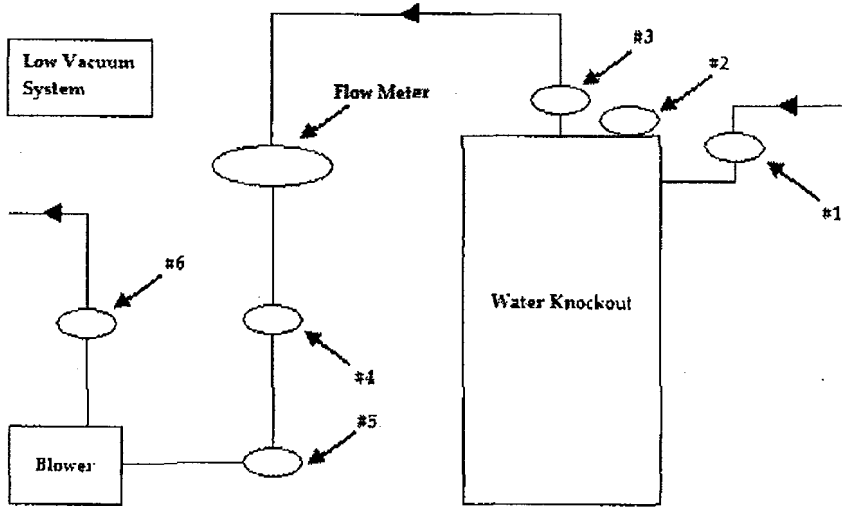 Low Vacuum
System
#3
#2
Flow Meter
#1
#6
Water Knockout
#4
#5
Blower